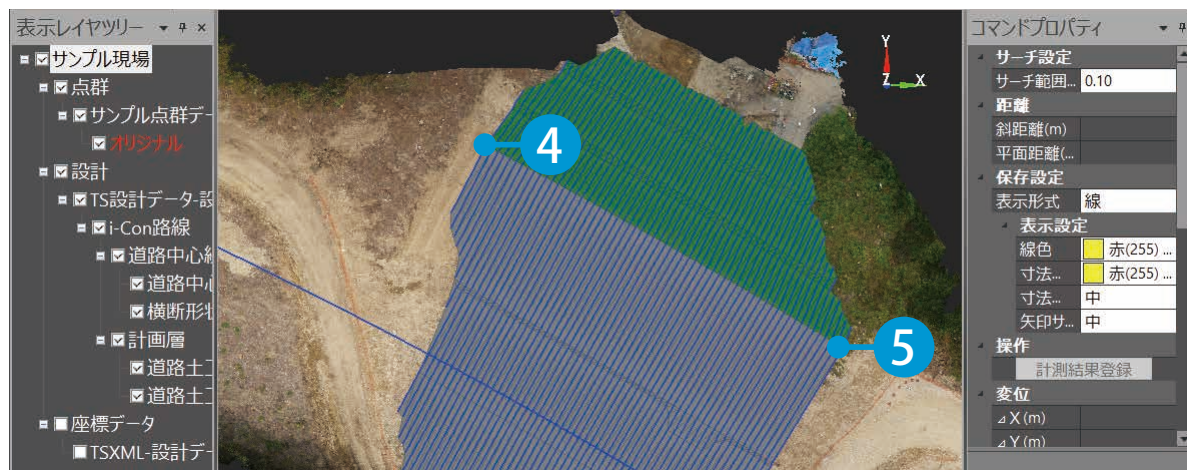 表示レイヤツリー
サンプル現場
点群
サンプル点群デー
オリジナル
設計
TS設計データ-設
i-Con路線
道路中心線
道路中心
横断形状
計画層
道路土工
道路土工
座標データ
TSXML-設計デー
Y
Z X
4
5
コマンドプロパティ
サーチ設定
サーチ範囲... 0.10
距離
斜距離(m)
平面距離(...
保存設定
表示形式 線
表示設定
線色 赤(255) ...
寸法... 赤(255) ...
寸法... 中
矢印サ... 中
操作
計測結果登録
変位
⊿X(m)
⊿Y(m)